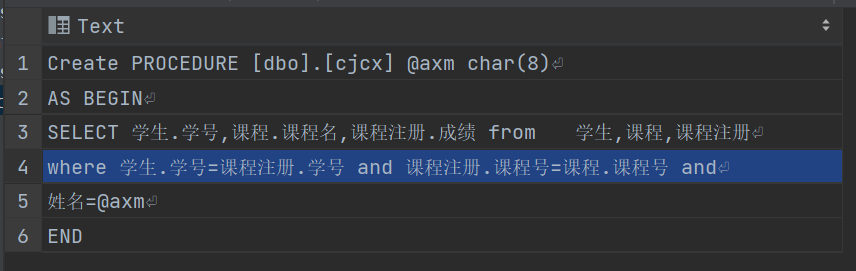 Text
1 Create PROCEDURE [dbo].[cjcx] @axm char(8)↵
2 AS BEGIN↵
3 SELECT 学生.学号,课程.课程名,课程注册.成绩 from   学生,课程,课程注册↵
4 where 学生.学号=课程注册.学号 and 课程注册.课程号=课程.课程号 and↵
5 姓名=@axm↵
6 END